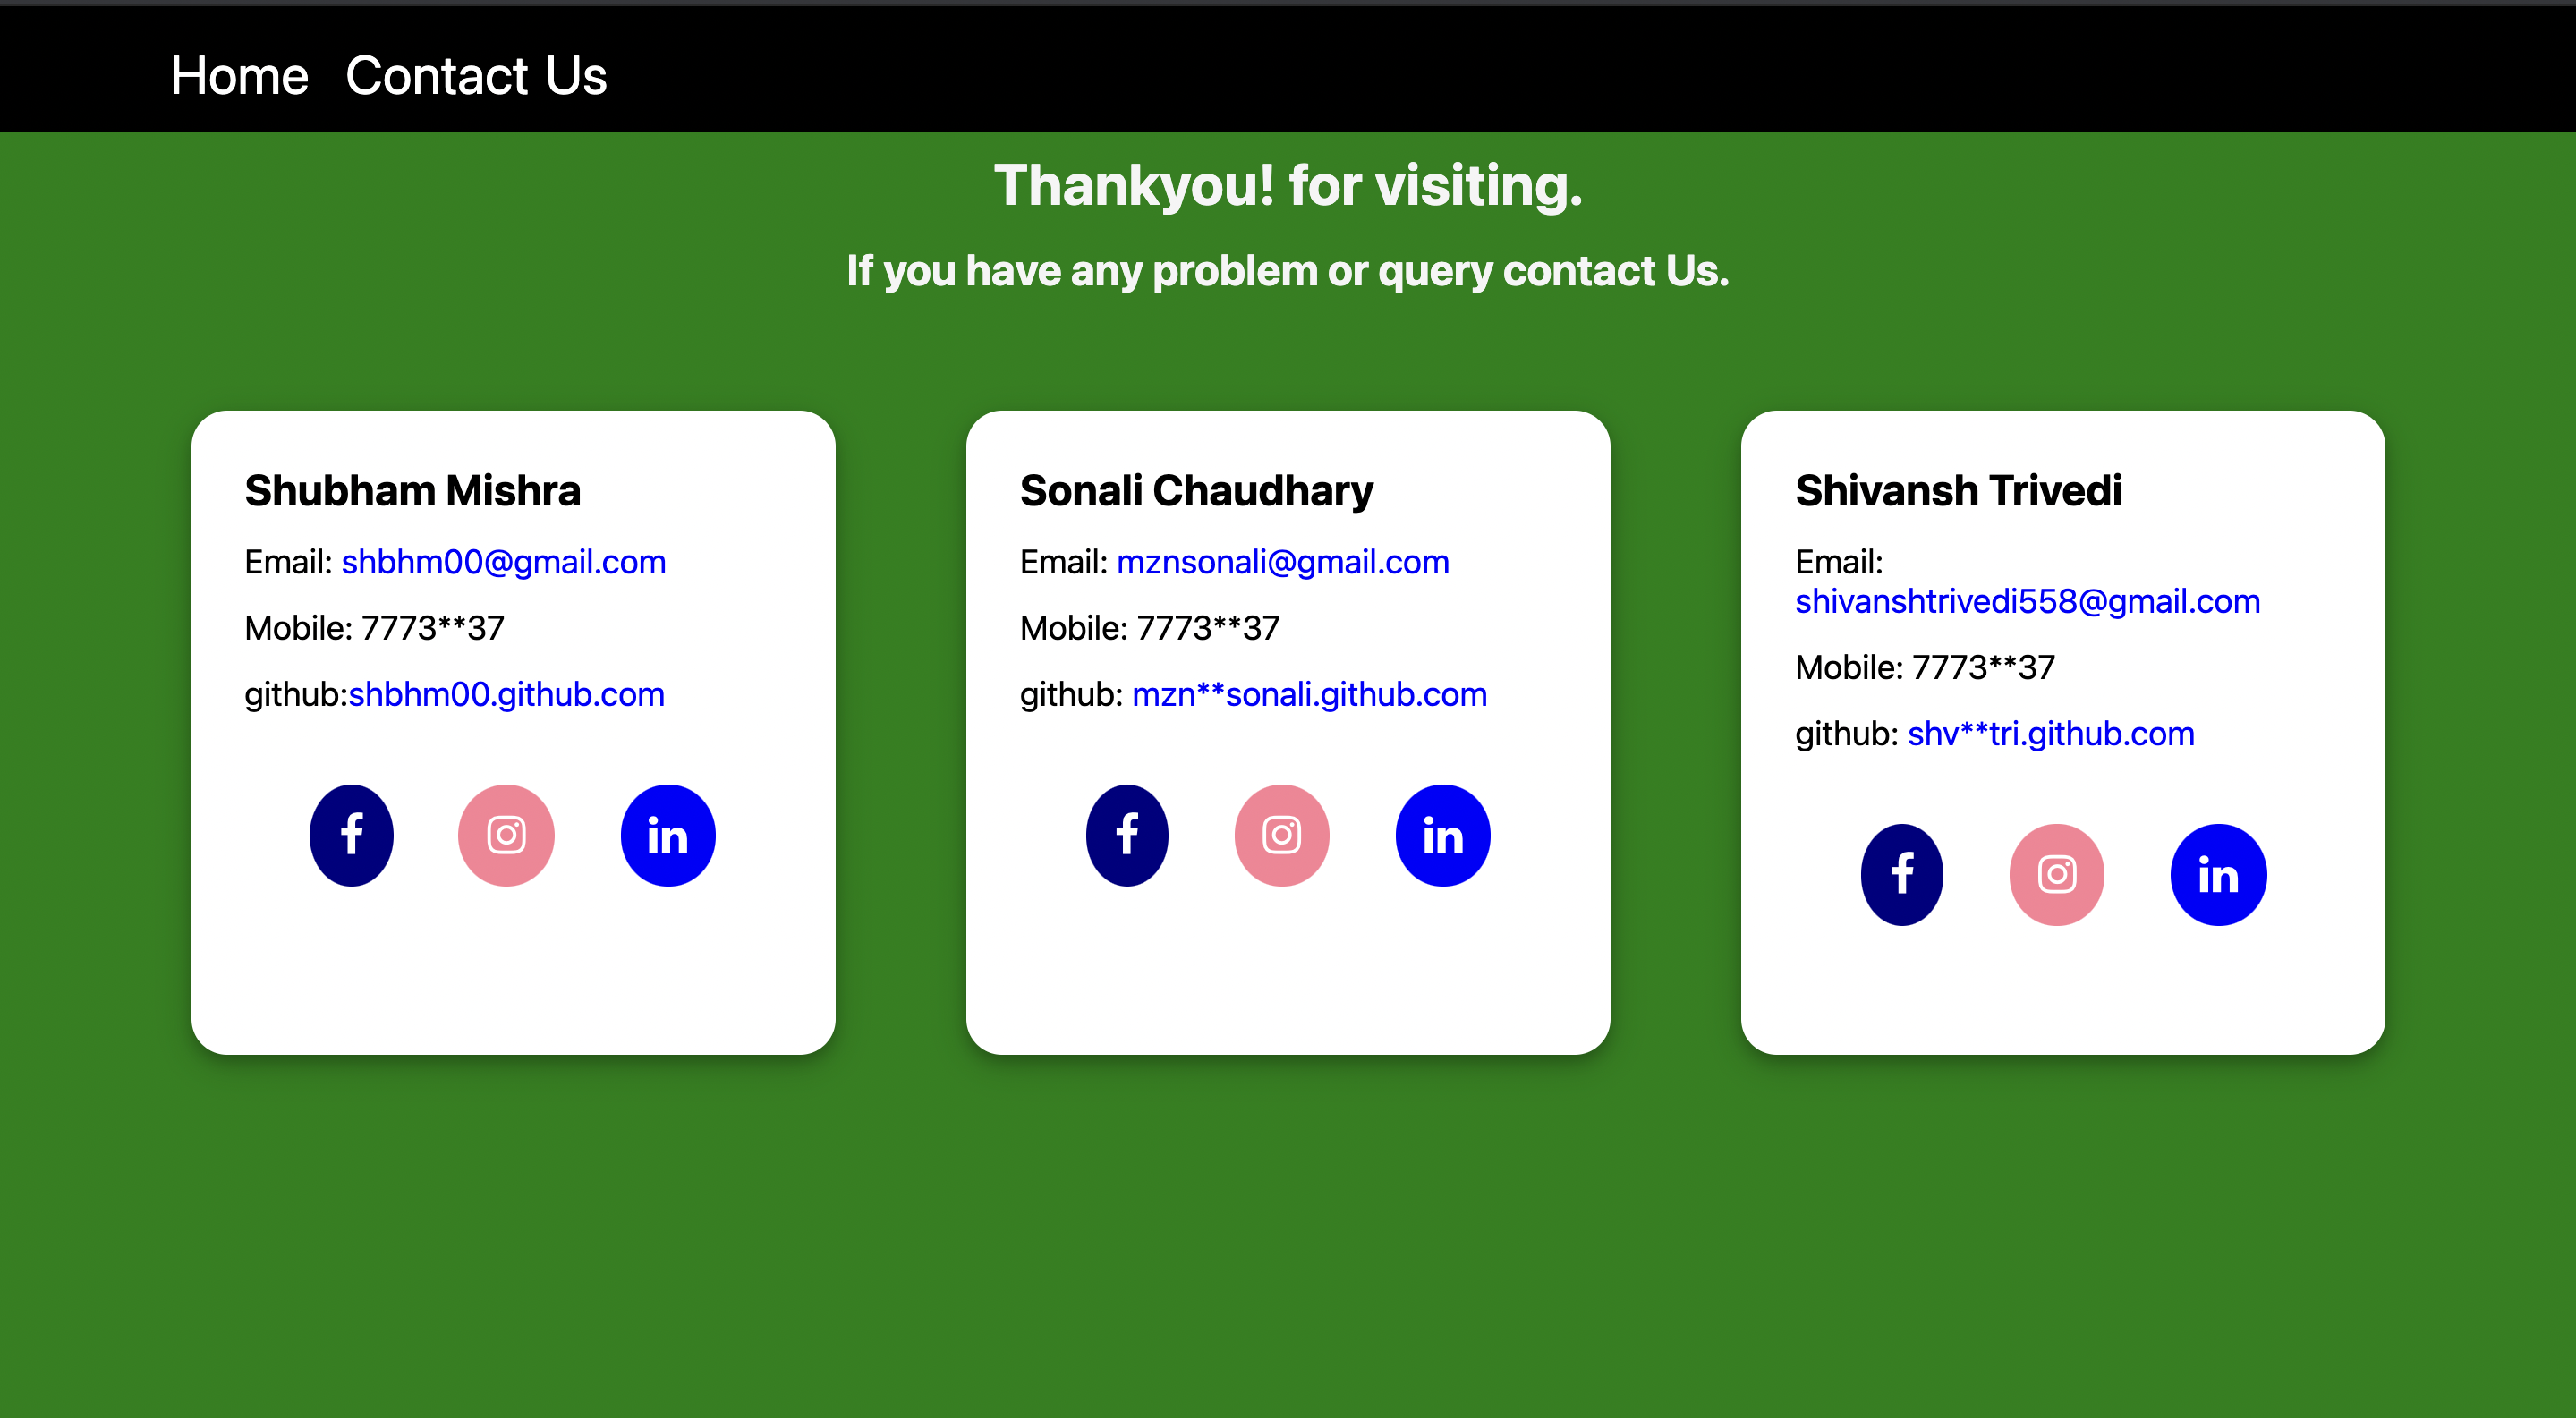 Home Contact Us
Thankyou! for visiting.
If you have any problem or query contact Us.
Shubham Mishra
Email: shbhm00@gmail.com
Mobile: 7773**37
github:shbhm00.github.com
f in
Sonali Chaudhary
Email: mznsonali@gmail.com
Mobile: 7773**37
github: mzn**sonali.github.com
f in
Shivansh Trivedi
Email:
shivanshtrivedi558@gmail.com
Mobile: 7773**37
github: shv**tri.github.com
f in